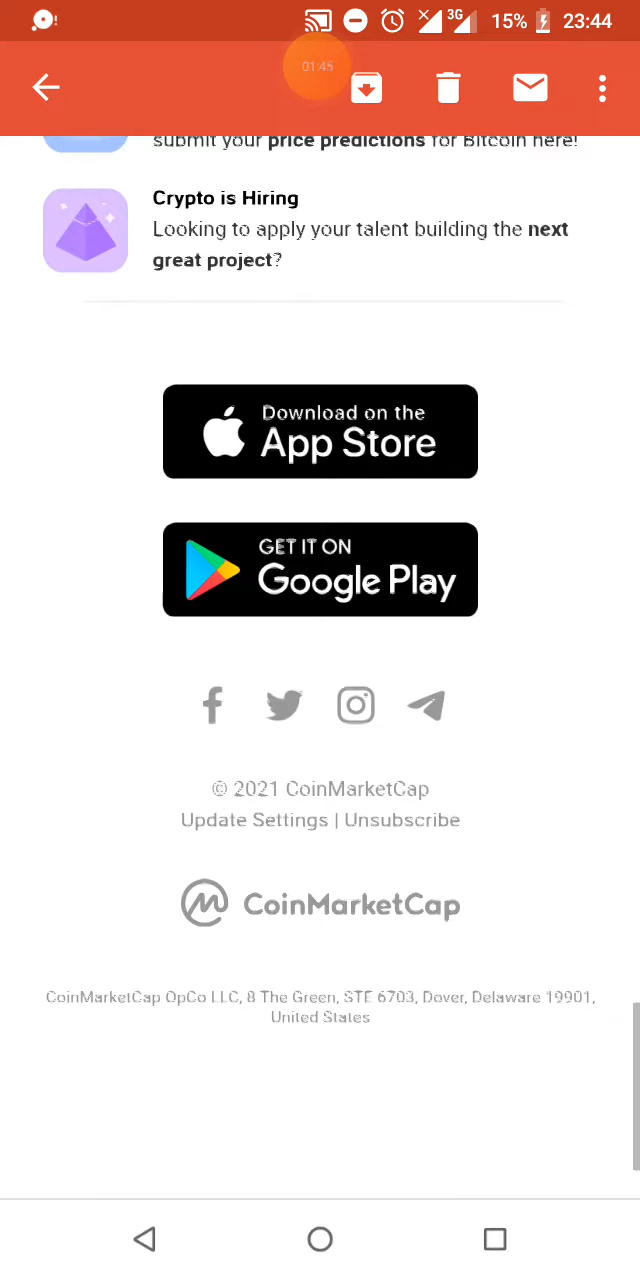 3G 15% 23:44
01:45
submit your price predictions for Bitcoin here!
Crypto is Hiring
Looking to apply your talent building the next
great project?
Download on the
App Store
GET IT ON
Google Play
© 2021 CoinMarketCap
Update Settings | Unsubscribe
CoinMarketCap
CoinMarketCap OpCo LLC, 8 The Green, STE 6703, Dover, Delaware 19901,
United States